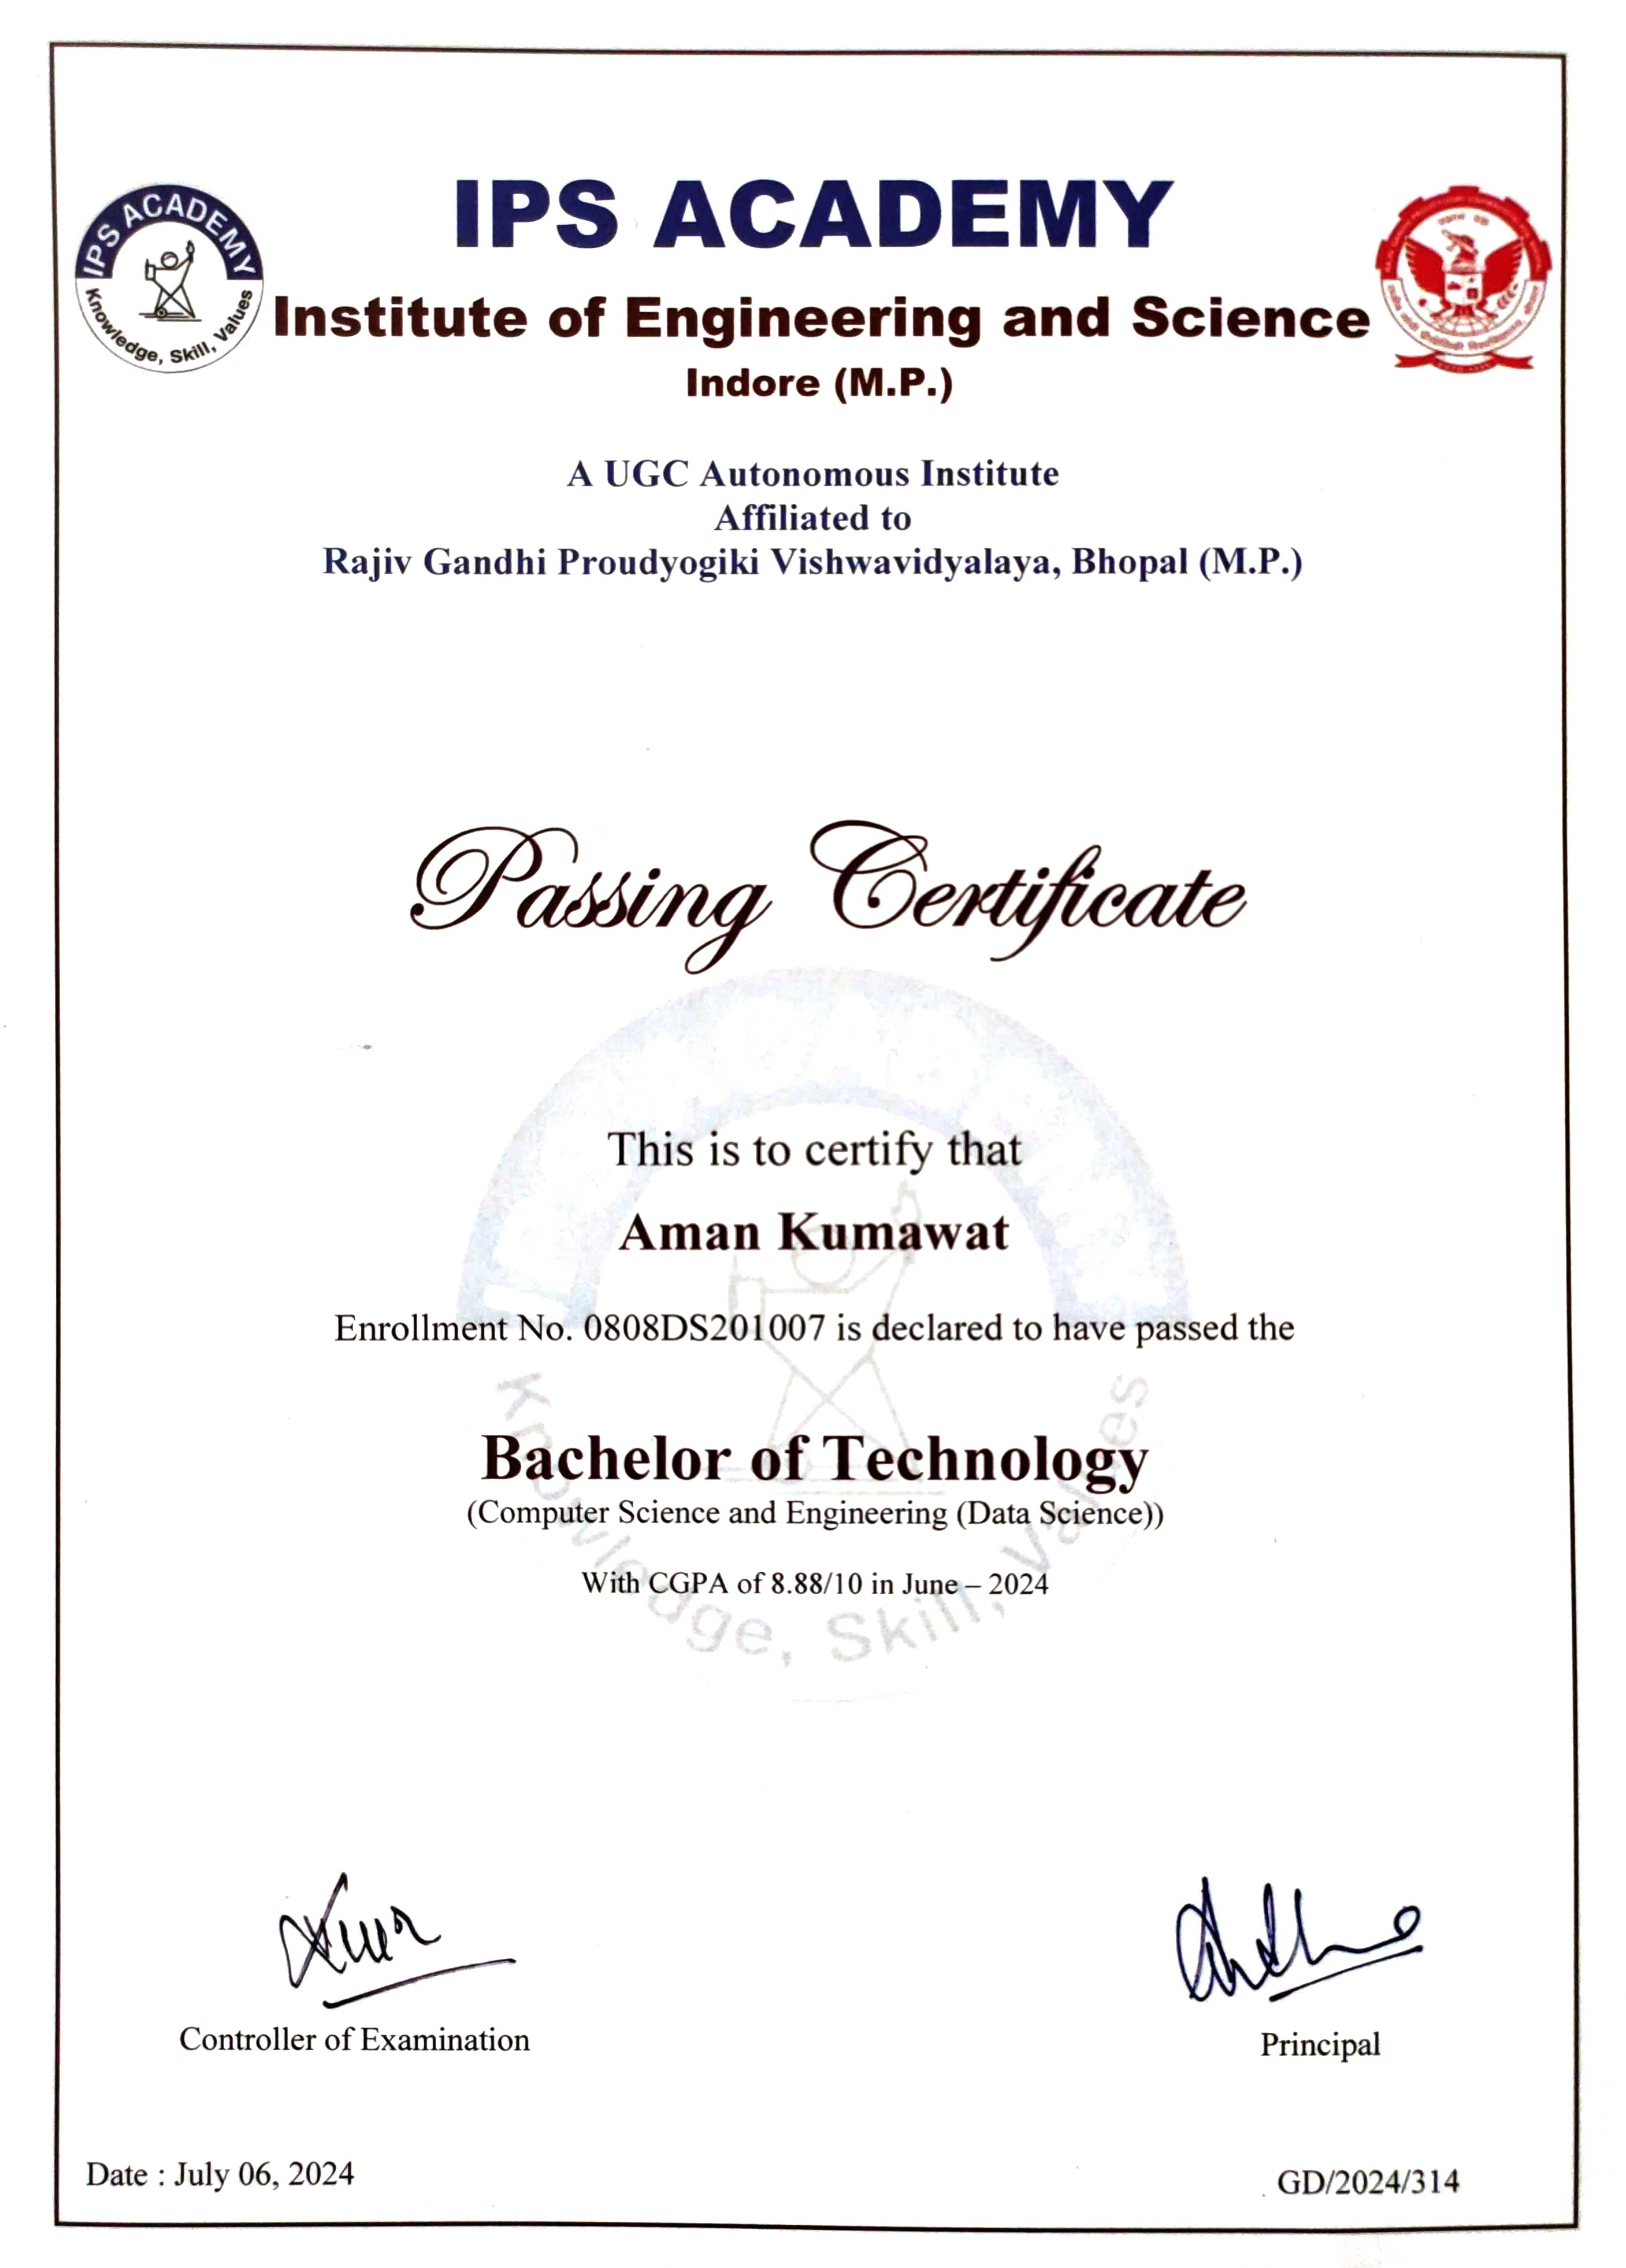 IPS ACADEMY
Knowledge, Skill, Values
IPS ACADEMY
Institute of Engineering and Science
Indore (M.P.)
A UGC Autonomous Institute
Affiliated to
Rajiv Gandhi Proudyogiki Vishwavidyalaya, Bhopal (M.P.)
Passing Certificate
This is to certify that
Aman Kumawat
Enrollment No. 0808DS201007 is declared to have passed the
Bachelor of Technology
(Computer Science and Engineering (Data Science))
With CGPA of 8.88/10 in June – 2024
Knowledge, Skill, Values
Controller of Examination
Principal
Date : July 06, 2024
GD/2024/314